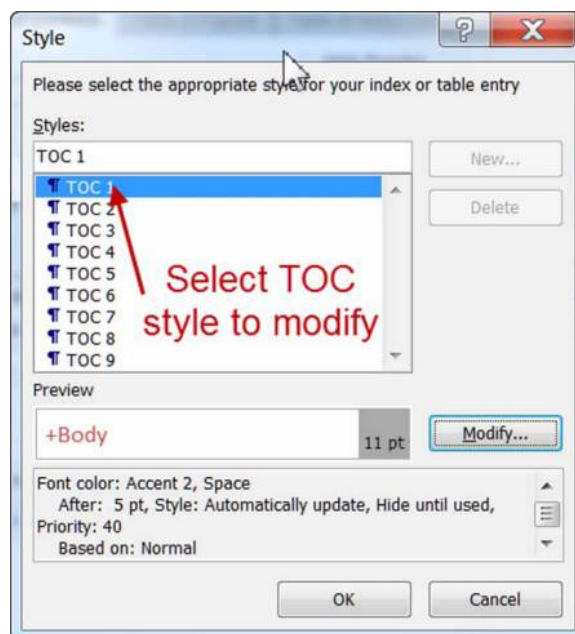 Style
Please select the appropriate style for your index or table entry
Styles:
TOC 1
New...
TOC 1
TOC 2
Delete
TOC 3
TOC 4
TOC 5
TOC 6
TOC 7
TOC 8
TOC 9
Select TOC
style to modify
Preview
+Body
11 pt
Modify...
Font color: Accent 2, Space
After: 5 pt, Style: Automatically update, Hide until used,
Priority: 40
Based on: Normal
OK
Cancel